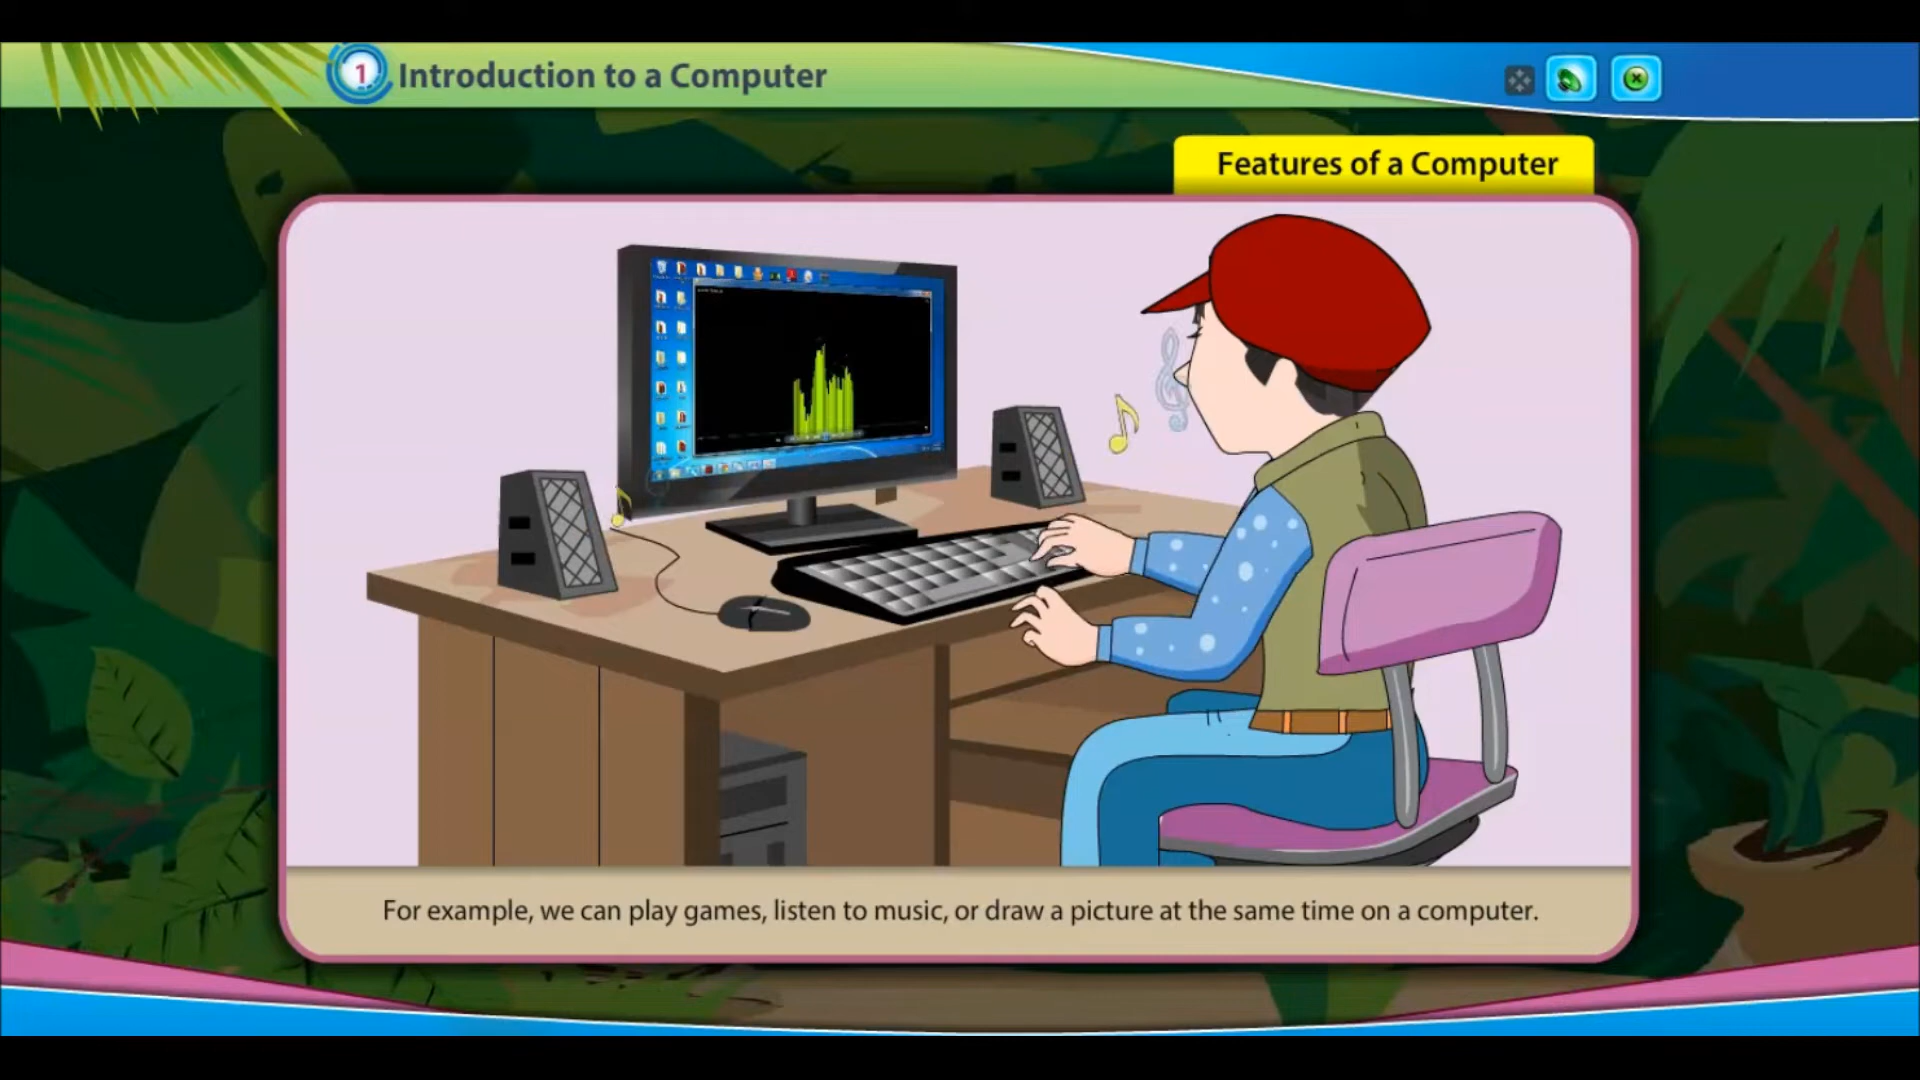 1
Introduction to a Computer
Features of a Computer
For example, we can play games, listen to music, or draw a picture at the same time on a computer.